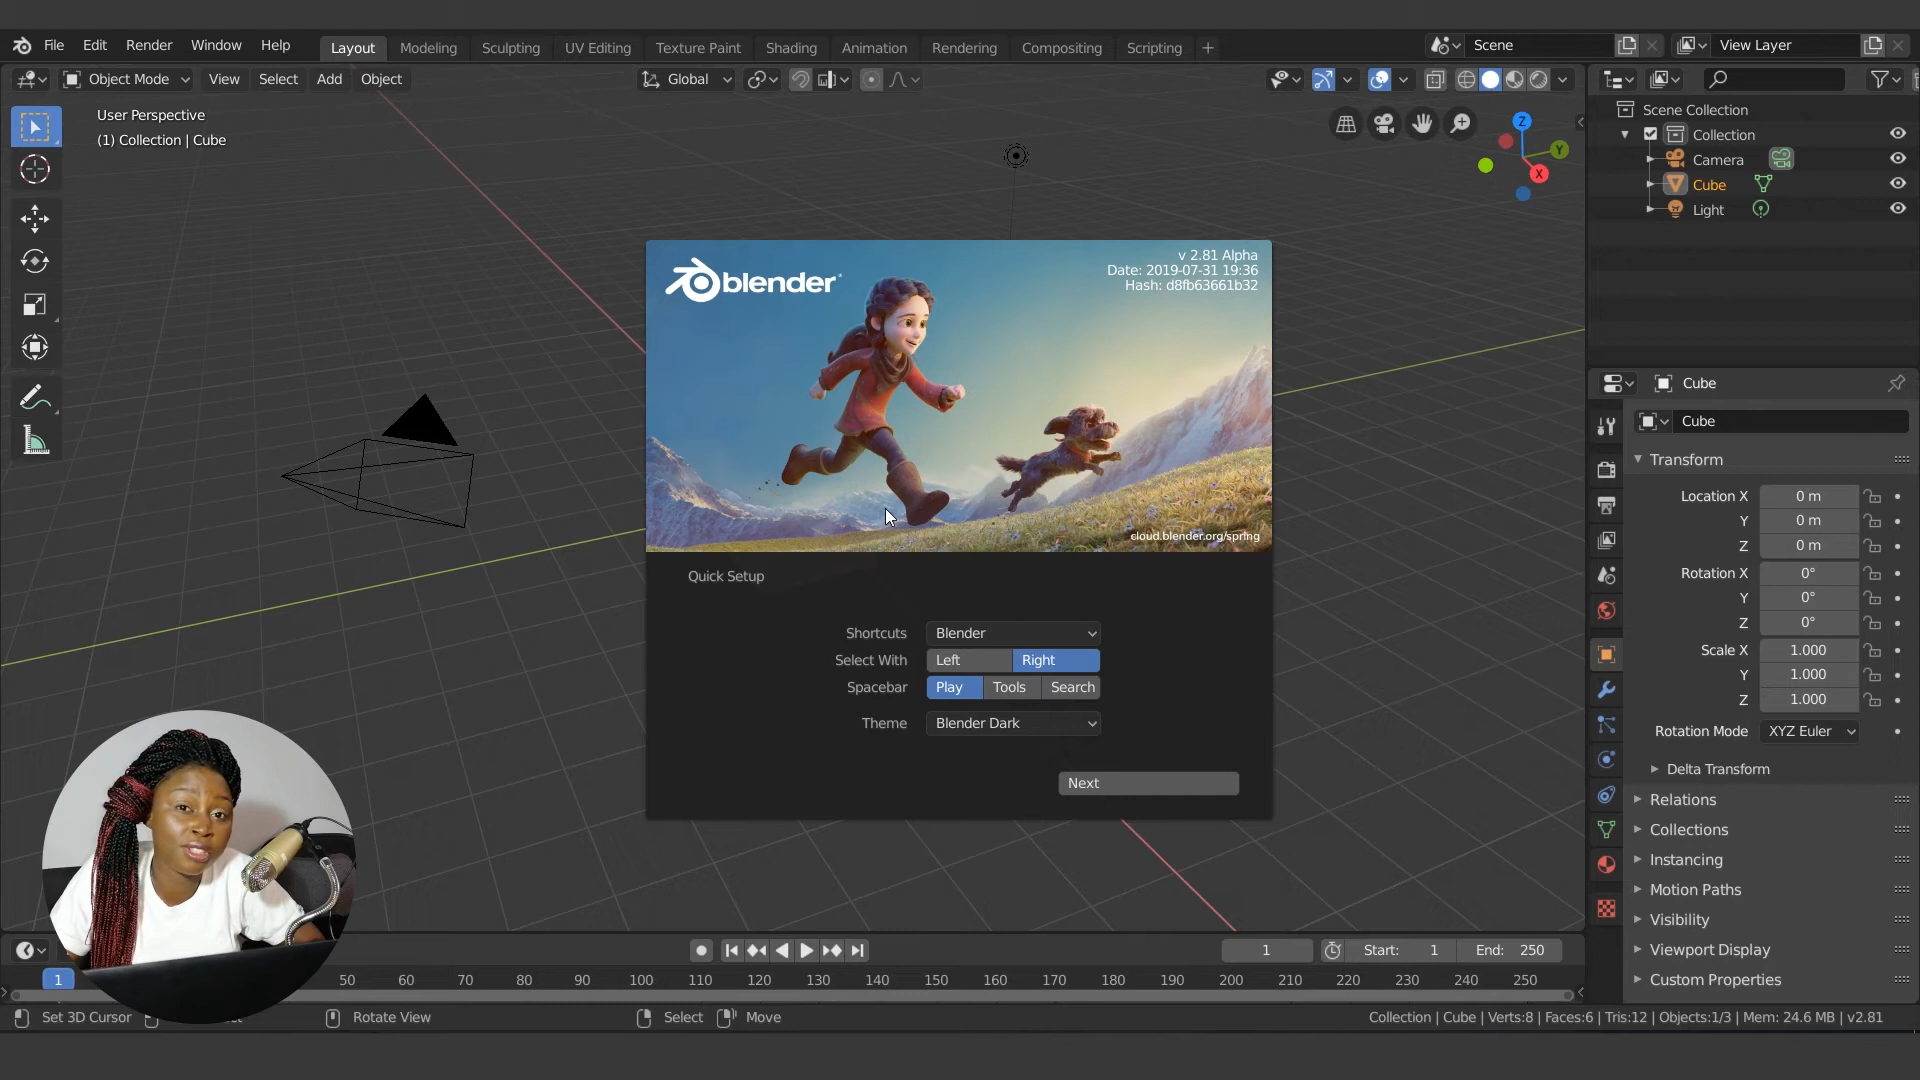 File Edit Render Window Help
Layout Modeling Sculpting UV Editing Texture Paint Shading Animation Rendering Compositing Scripting +
Scene
View Layer
Object Mode View Select Add Object
Global
User Perspective
(1) Collection | Cube
Z
Y
X
Scene Collection
Collection
Camera
Cube
Light
blender
v 2.81 Alpha
Date: 2019-07-31 19:36
Hash: d8fb63661b32
cloud.blender.org/spring
Quick Setup
Shortcuts Blender
Select With Left Right
Spacebar Play Tools Search
Theme Blender Dark
Next
Cube
Cube
Transform
Location X 0 m
Y 0 m
Z 0 m
Rotation X 0°
Y 0°
Z 0°
Scale X 1.000
Y 1.000
Z 1.000
Rotation Mode XYZ Euler
Delta Transform
Relations
Collections
Instancing
Motion Paths
Visibility
Viewport Display
Custom Properties
1 Start: 1 End: 250
1 50 60 70 80 90 100 110 120 130 140 150 160 170 180 190 200 210 220 230 240 250
Set 3D Cursor Rotate View Select Move
Collection | Cube | Verts:8 | Faces:6 | Tris:12 | Objects:1/3 | Mem: 24.6 MB | v2.81